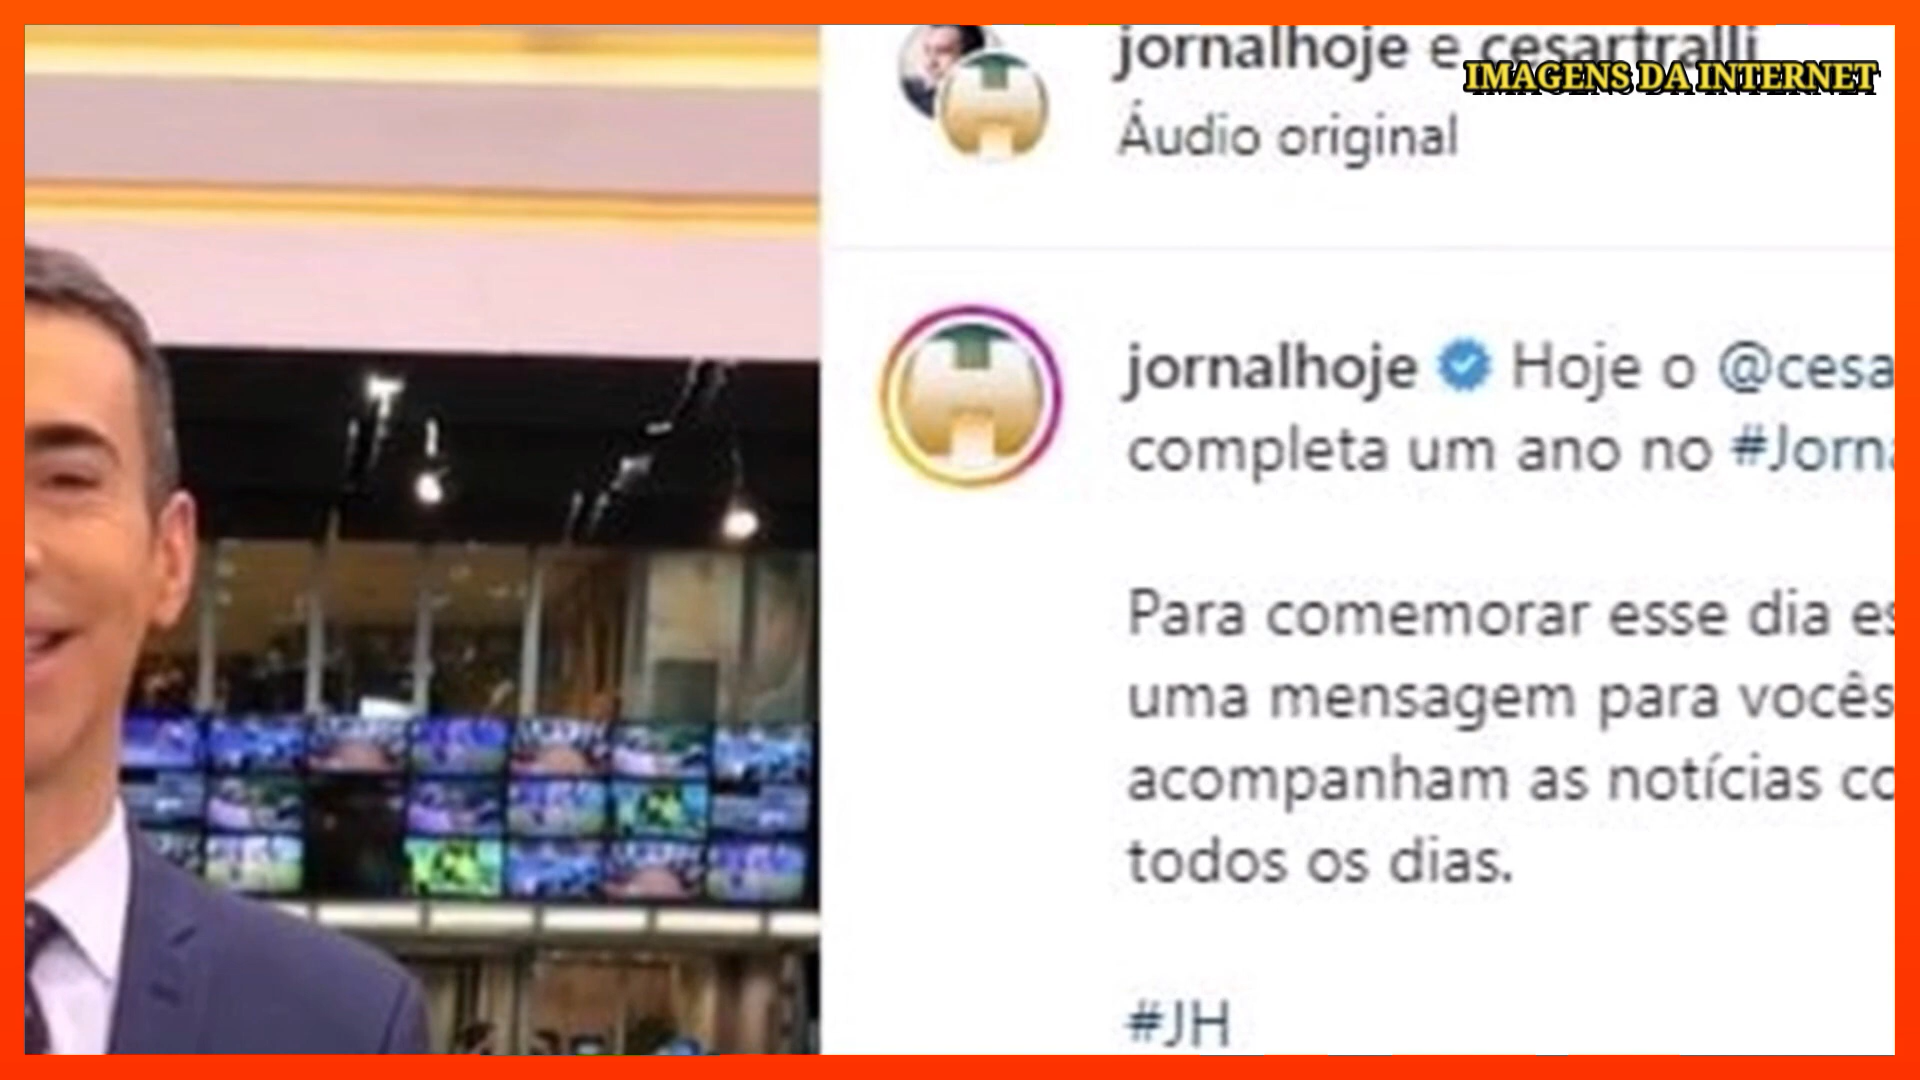 jornalhoje e cesartralli
IMAGENS DA INTERNET
Áudio original
jornalhoje Hoje o @cesa
completa um ano no #Jorna
Para comemorar esse dia es
uma mensagem para vocês
acompanham as notícias co
todos os dias.
#JH